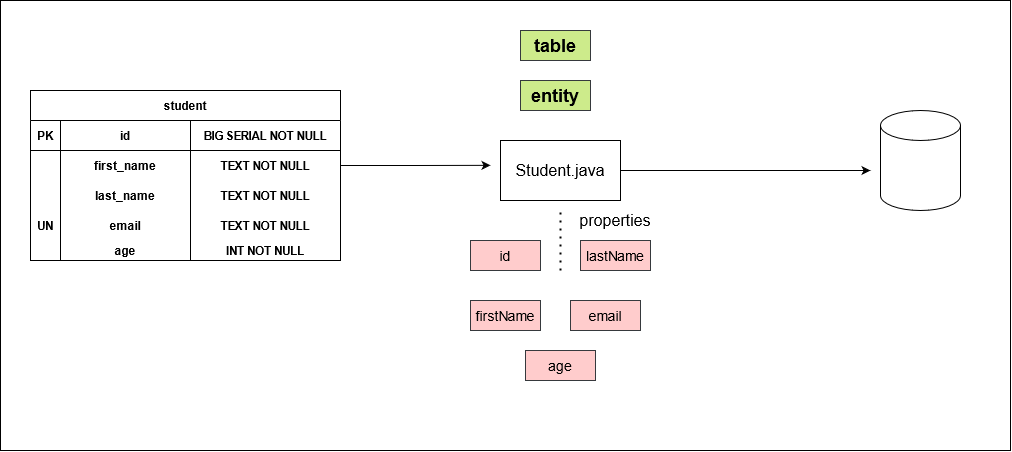 table
entity
student
PK id BIG SERIAL NOT NULL
first_name TEXT NOT NULL
last_name TEXT NOT NULL
UN email TEXT NOT NULL
age INT NOT NULL
Student.java
properties
id lastName
firstName email
age